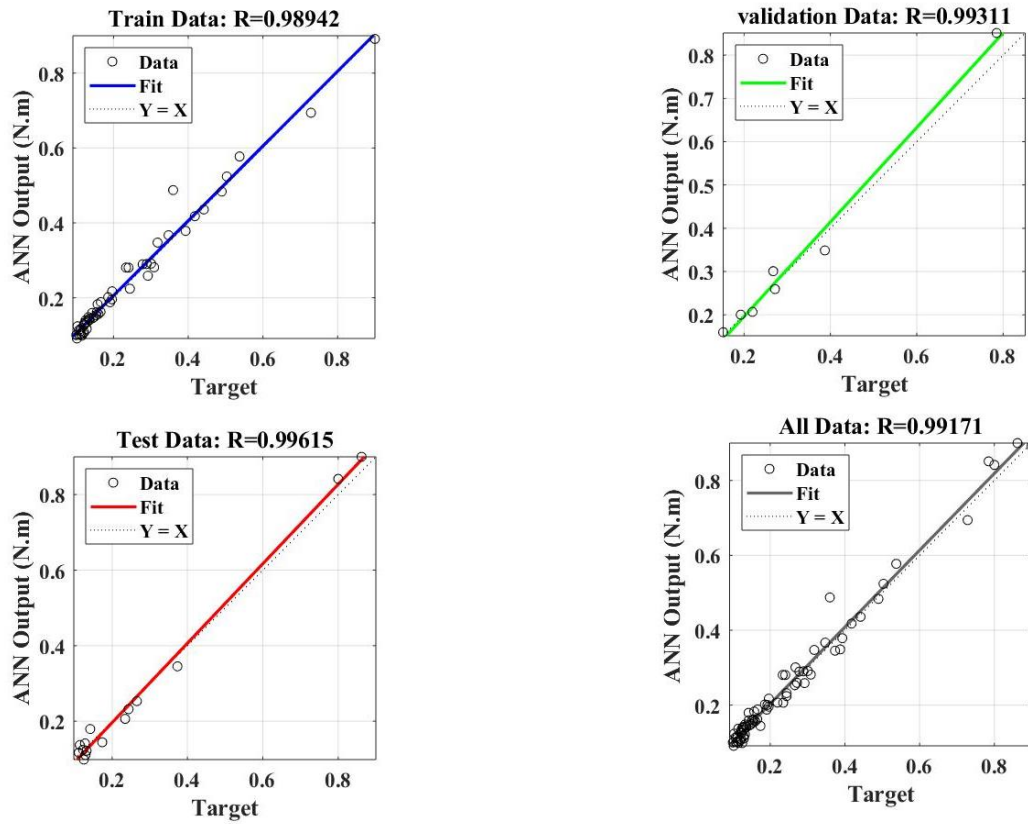 Train Data: R=0.98942
Data
Fit
Y = X
ANN Output (N.m)
0.8
0.6
0.4
0.2
0.2
0.4
0.6
0.8
Target
validation Data: R=0.99311
Data
Fit
Y = X
ANN Output (N.m)
0.8
0.7
0.6
0.5
0.4
0.3
0.2
0.2
0.4
0.6
0.8
Target
Test Data: R=0.99615
Data
Fit
Y = X
ANN Output (N.m)
0.8
0.6
0.4
0.2
0.2
0.4
0.6
0.8
Target
All Data: R=0.99171
Data
Fit
Y = X
ANN Output (N.m)
0.8
0.6
0.4
0.2
0.2
0.4
0.6
0.8
Target